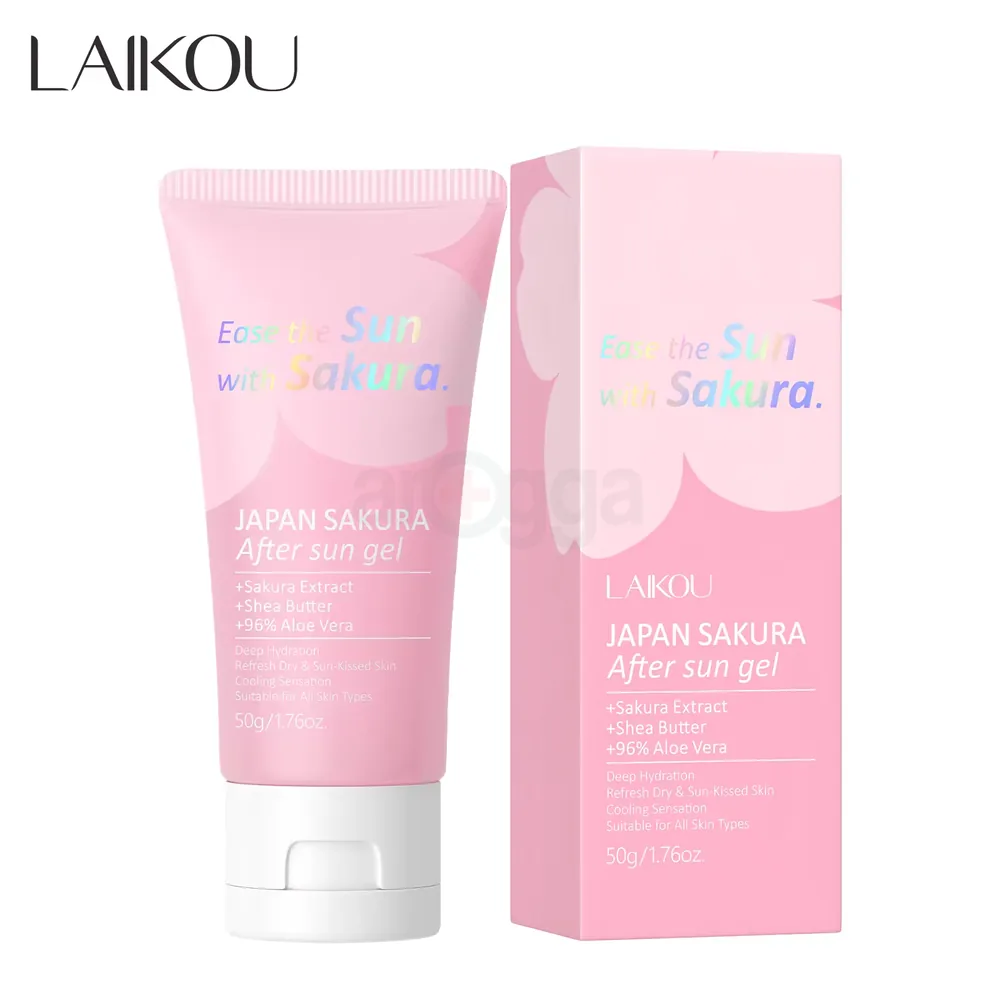 LAIKOU
Ease the Sun
with Sakura.
JAPAN SAKURA
After sun gel
+Sakura Extract
+Shea Butter
+96% Aloe Vera
Deep Hydration
Refresh Dry & Sun-Kissed Skin
Cooling Sensation
Suitable for All Skin Types
50g/1.76oz.
Ease the Sun
with Sakura.
LAIKOU
JAPAN SAKURA
After sun gel
+Sakura Extract
+Shea Butter
+96% Aloe Vera
Deep Hydration
Refresh Dry & Sun-Kissed Skin
Cooling Sensation
Suitable for All Skin Types
50g/1.76oz.
arogga